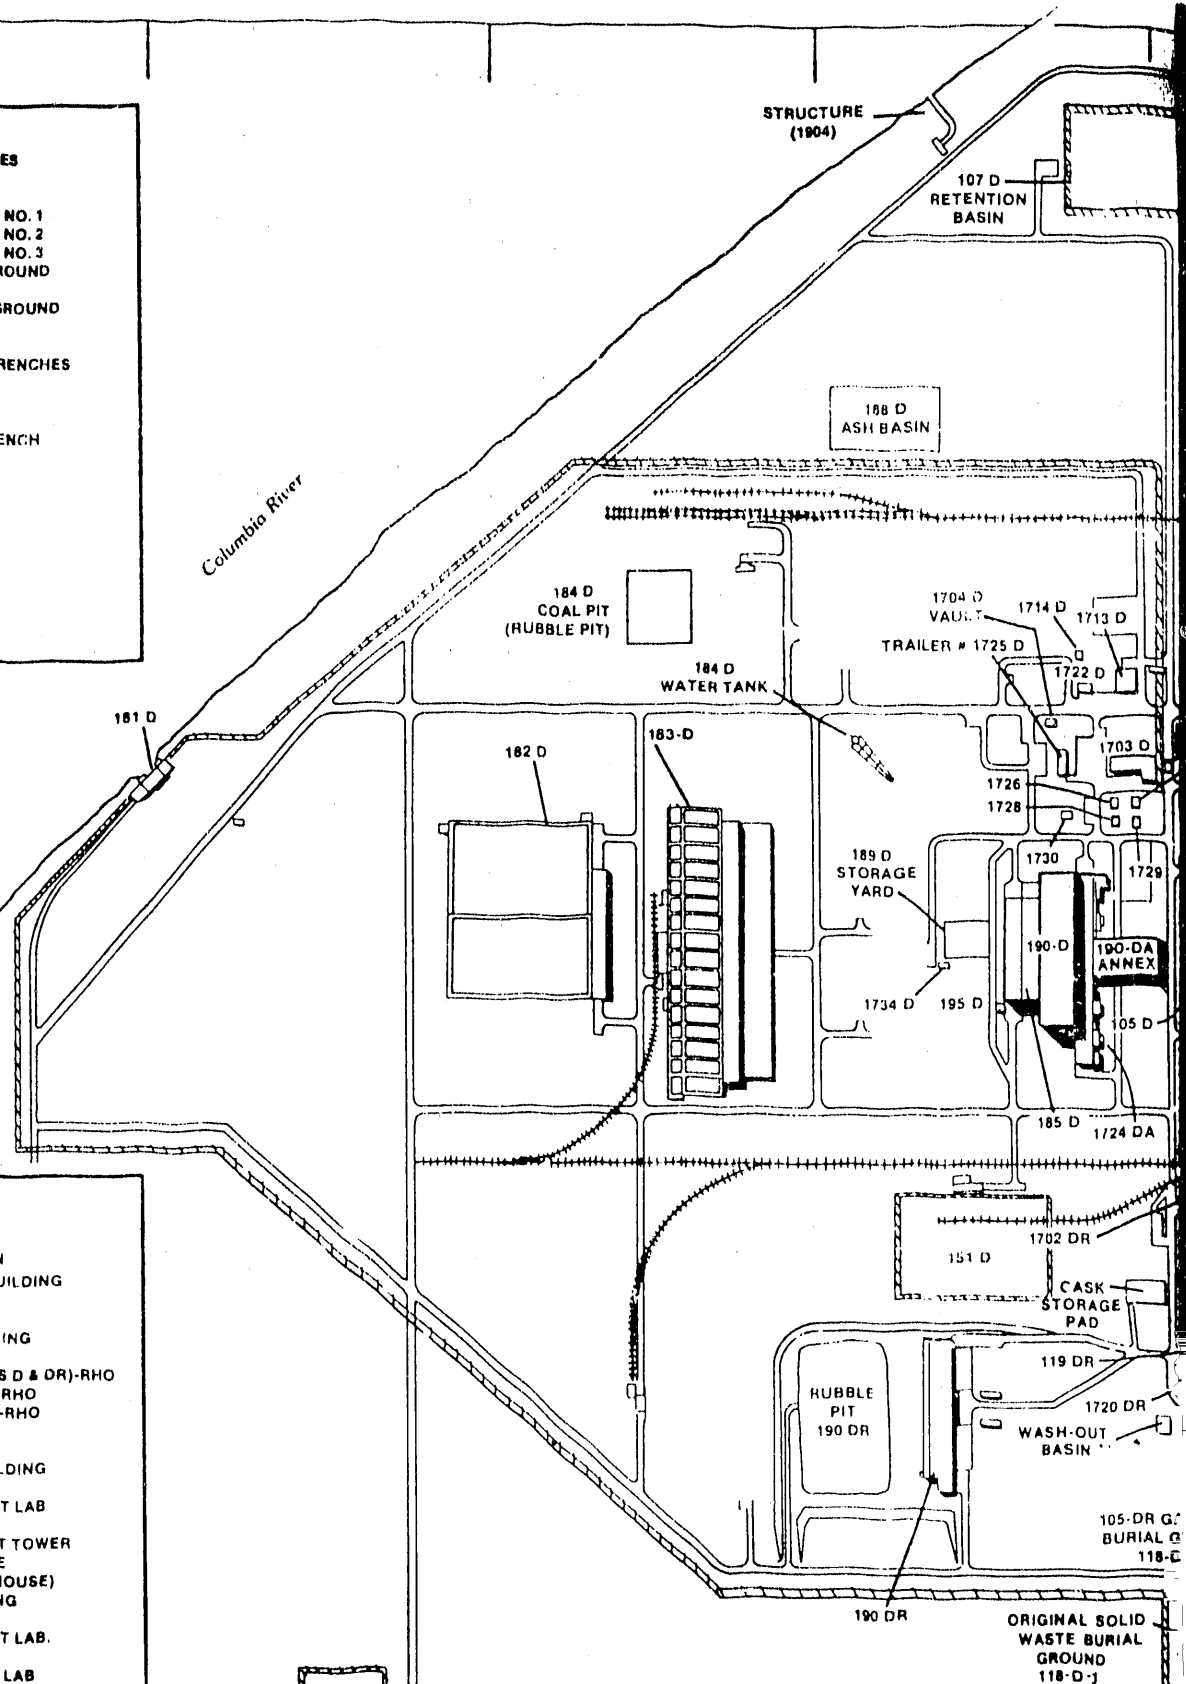 ES
NO. 1
NO. 2
NO. 3
ROUND
GROUND
RENCHES
ENCH
STRUCTURE
(1904)
107 D
RETENTION
BASIN
188 D
ASH BASIN
Columbia River
184 D
COAL PIT
(RUBBLE PIT)
1704 D
VAULT
1714 D
1713 D
TRAILER # 1725 D
1722 D
184 D
WATER TANK
181 D
182 D
183-D
1703 D
1726
1728
1730
1729
189 D
STORAGE
YARD
190-D
190-DA
ANNEX
1734 D
195 D
105 D
185 D
1724 DA
1702 DR
151 D
CASK
STORAGE
PAD
119 DR
RUBBLE
PIT
190 DR
1720 DR
WASH-OUT
BASIN
105-DR
BURIAL
190 DR
ORIGINAL SOLID
WASTE BURIAL
GROUND
118-D-1
UILDING
ING
S D & DR)-RHO
RHO
-RHO
LDING
T LAB
T TOWER
E
HOUSE)
NG
T LAB.
LAB